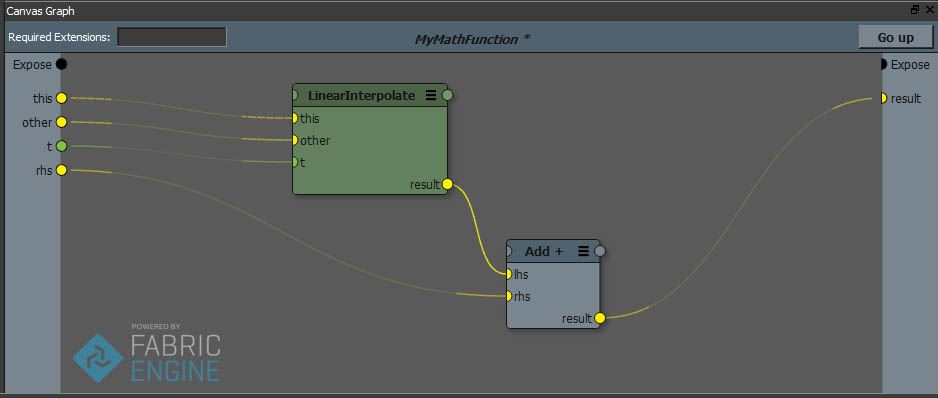 Canvas Graph
Required Extensions:
MyMathFunction *
Go up
Expose
Expose
this
other
t
rhs
result
LinearInterpolate
this
other
t
result
Add +
lhs
rhs
result
POWERED BY
FABRIC
ENGINE